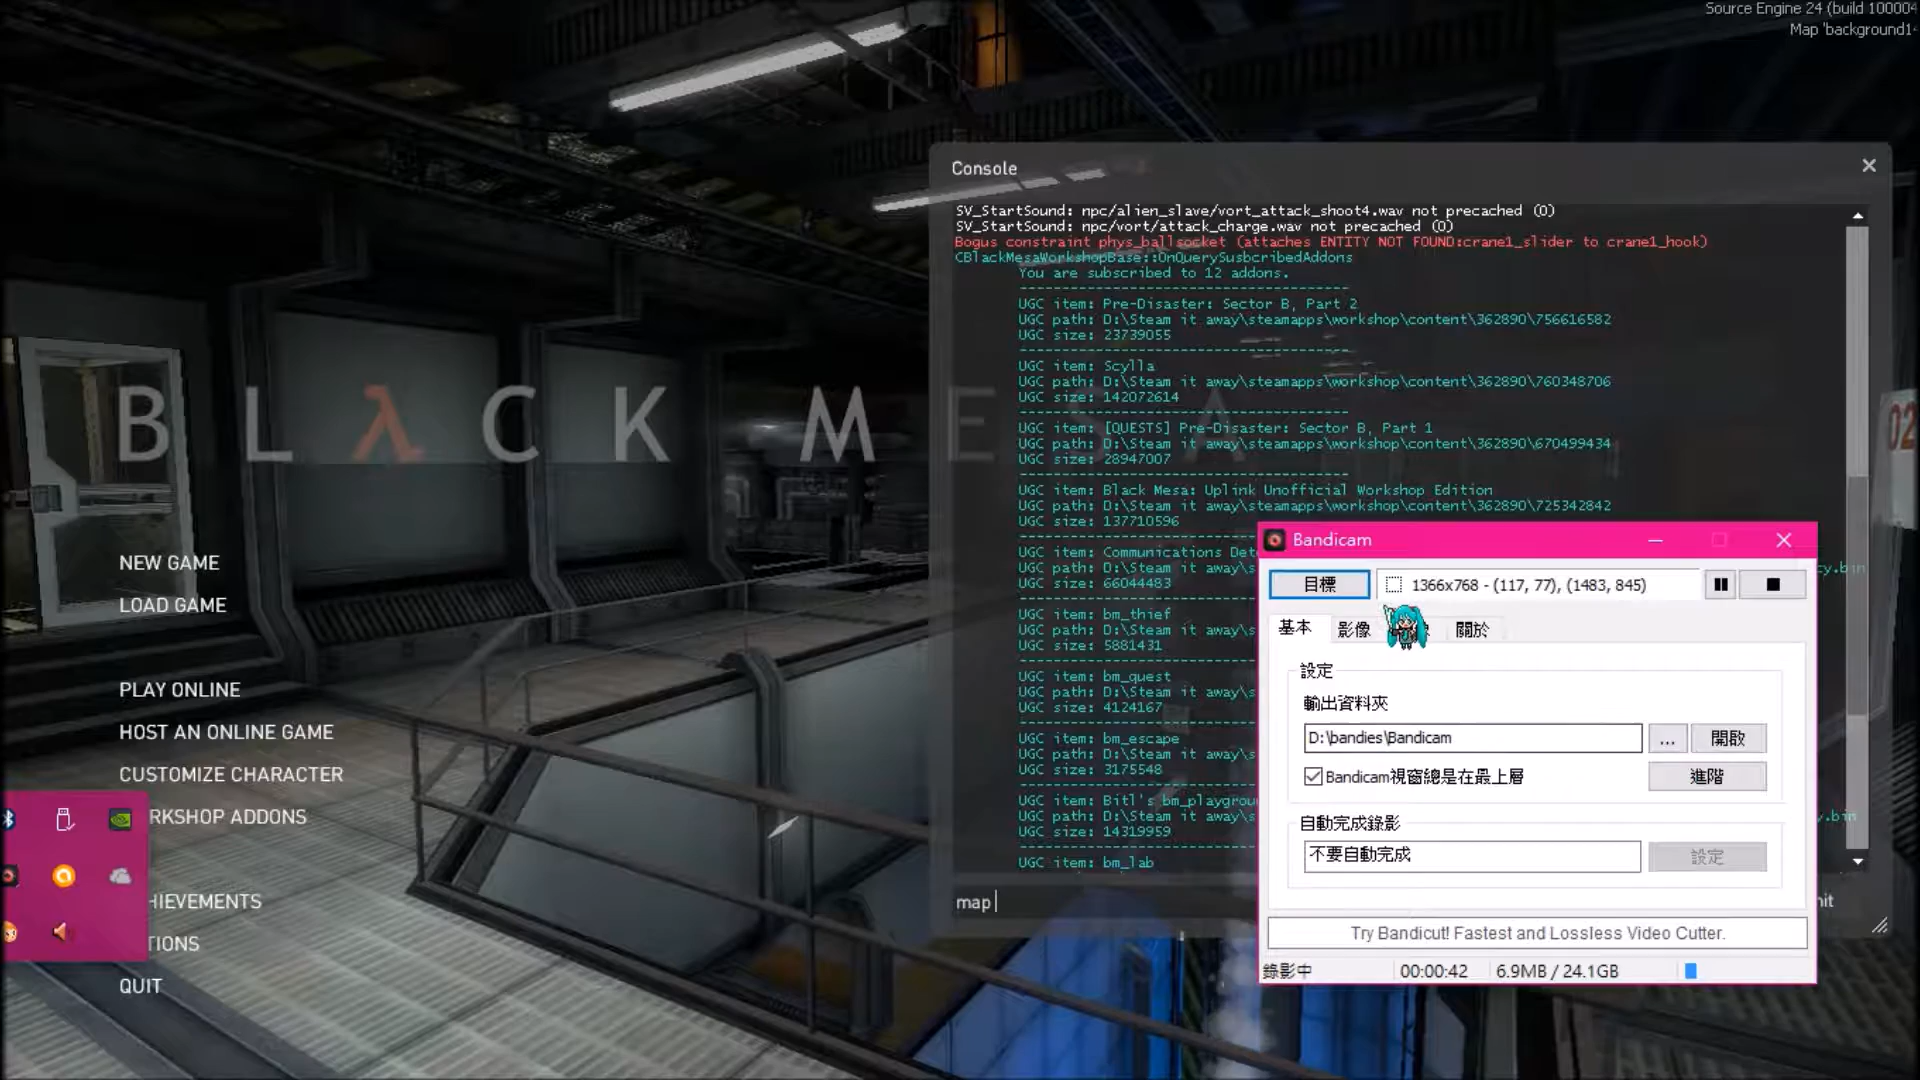 Source Engine 24 (build 100004
Map 'background1
Console
SV_StartSound: npc/alien_slave/vort_attack_shoot4.wav not precached (0)
SV_StartSound: npc/vort/attack_charge.wav not precached (0)
Bogus constraint phys_ballsocket (attaches ENTITY NOT FOUND:crane1_slider to crane1_hook)
CBlackMesaWorkshopBase::OnQuerySusbcribedAddons
You are subscribed to 12 addons.
----------------------------------------
UGC item: Pre-Disaster: Sector B, Part 2
UGC path: D:\Steam it away\steamapps\workshop\content\362890\756616582
UGC size: 23739055
----------------------------------------
UGC item: Scylla
UGC path: D:\Steam it away\steamapps\workshop\content\362890\760348706
UGC size: 142072614
----------------------------------------
UGC item: [QUESTS] Pre-Disaster: Sector B, Part 1
UGC path: D:\Steam it away\steamapps\workshop\content\362890\670499434
UGC size: 28947007
----------------------------------------
UGC item: Black Mesa: Uplink Unofficial Workshop Edition
UGC path: D:\Steam it away\steamapps\workshop\content\362890\725342842
UGC size: 137710596
UGC item: Communications Det
UGC path: D:\Steam it away\s cy.bin
UGC size: 66044483
UGC item: bm_thief
UGC path: D:\Steam it away\s
UGC size: 5881431
UGC item: bm_quest
UGC path: D:\Steam it away\s
UGC size: 4124167
UGC item: bm_escape
UGC path: D:\Steam it away\s
UGC size: 3175548
UGC item: Bitl's bm_playgrou
UGC path: D:\Steam it away\s y.bin
UGC size: 14319959
UGC item: bm_lab
map
mit
BLACK MESA
02
NEW GAME
LOAD GAME
PLAY ONLINE
HOST AN ONLINE GAME
CUSTOMIZE CHARACTER
RKSHOP ADDONS
HIEVEMENTS
TIONS
QUIT
Bandicam
目標
1366x768 - (117, 77), (1483, 845)
基本 影像 關於
設定
輸出資料夾
D:\bandies\Bandicam
... 開啟
Bandicam視窗總是在最上層
進階
自動完成錄影
不要自動完成
設定
Try Bandicut! Fastest and Lossless Video Cutter.
錄影中 00:00:42 6.9MB / 24.1GB